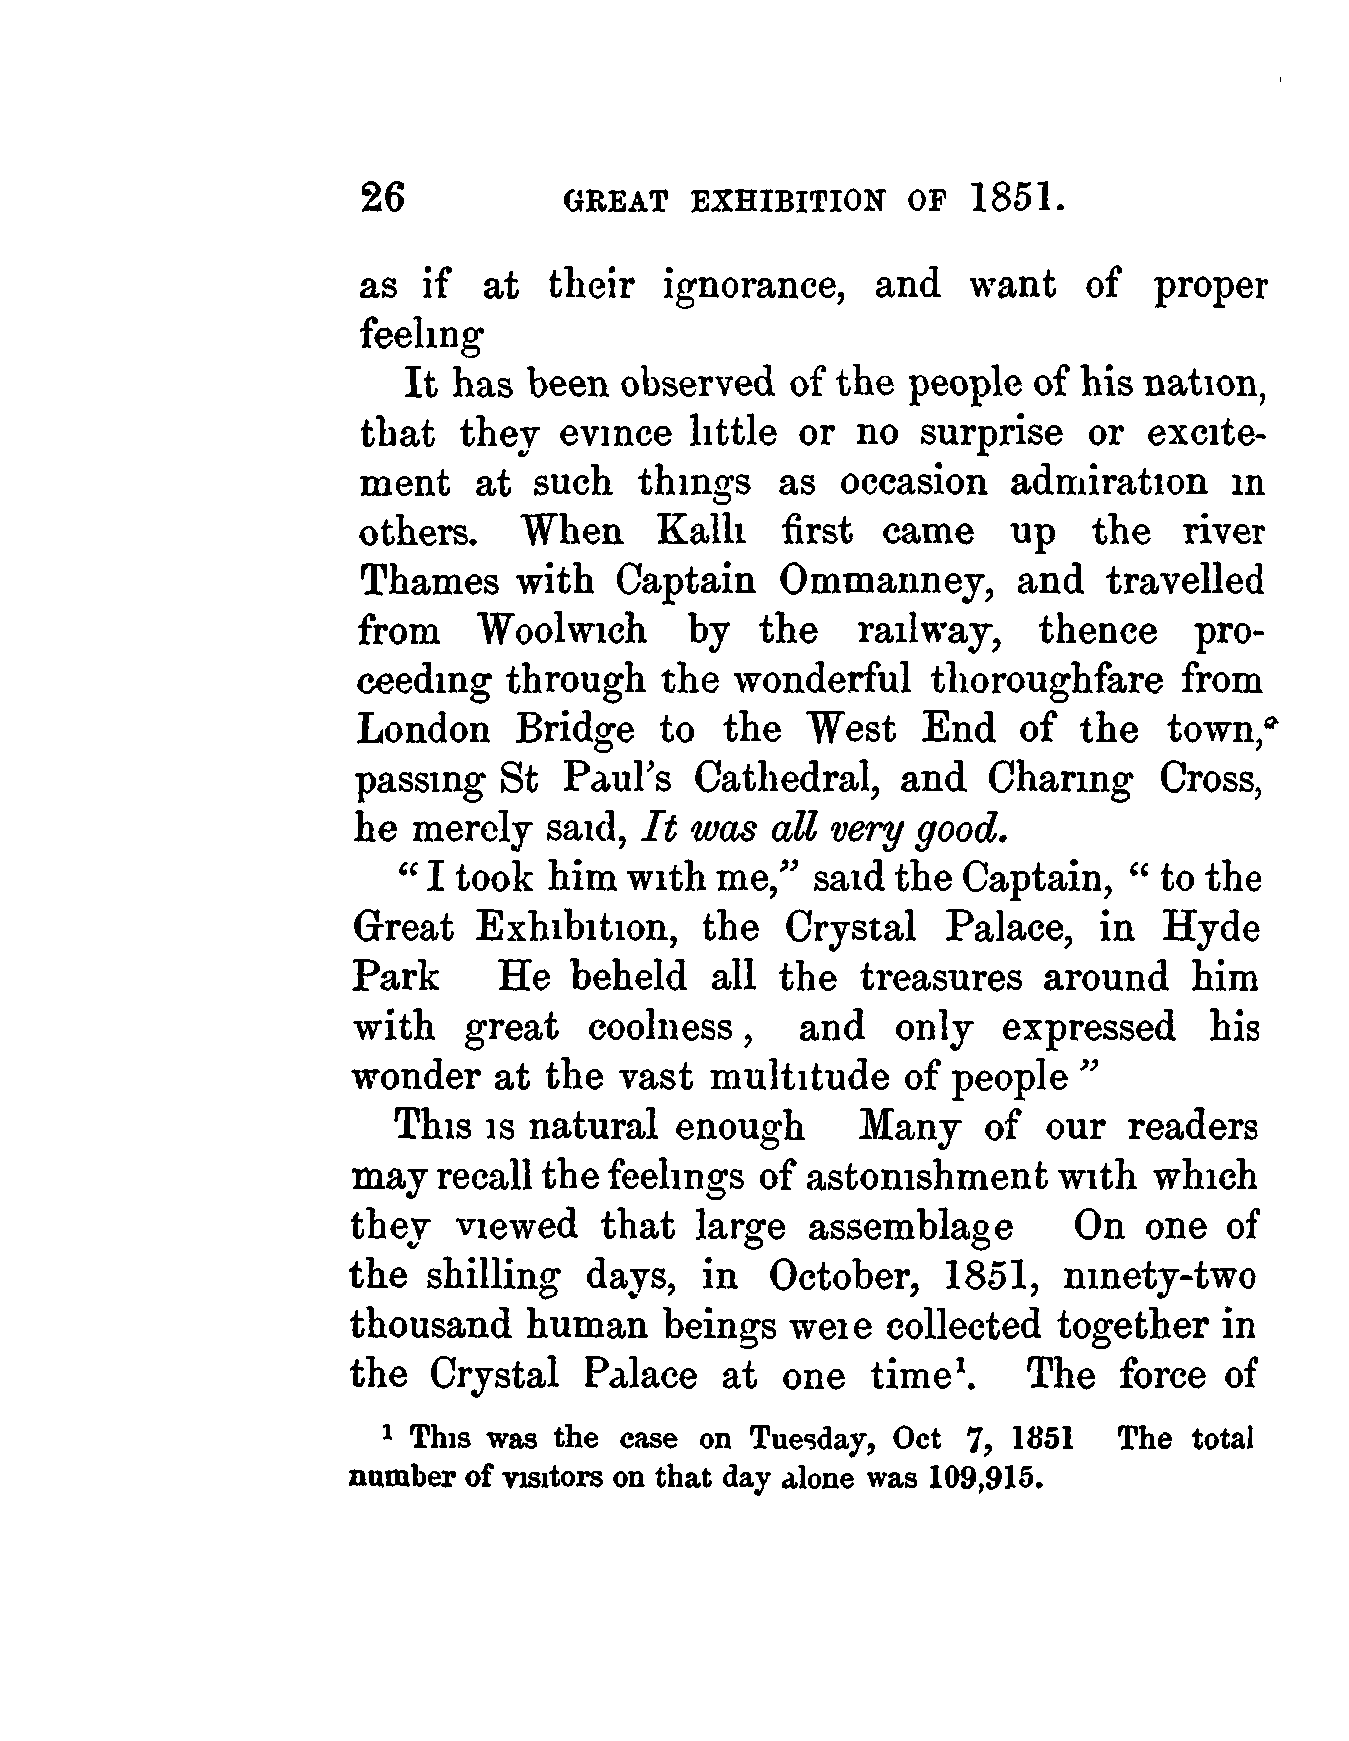 26 GREAT EXHIBITION OF 1851.
as if at their ignorance, and want of proper
feeling
It has been observed of the people of his nation,
that they evince little or no surprise or excite-
ment at such things as occasion admiration in
others. When Kalli first came up the river
Thames with Captain Ommanney, and travelled
from Woolwich by the railway, thence pro-
ceeding through the wonderful thoroughfare from
London Bridge to the West End of the town,
passing St Paul's Cathedral, and Charing Cross,
he merely said, It was all very good.
“I took him with me,” said the Captain, “to the
Great Exhibition, the Crystal Palace, in Hyde
Park He beheld all the treasures around him
with great coolness, and only expressed his
wonder at the vast multitude of people”
This is natural enough Many of our readers
may recall the feelings of astonishment with which
they viewed that large assemblage On one of
the shilling days, in October, 1851, ninety-two
thousand human beings were collected together in
the Crystal Palace at one time¹. The force of
¹ This was the case on Tuesday, Oct 7, 1851 The total
number of visitors on that day alone was 109,915.